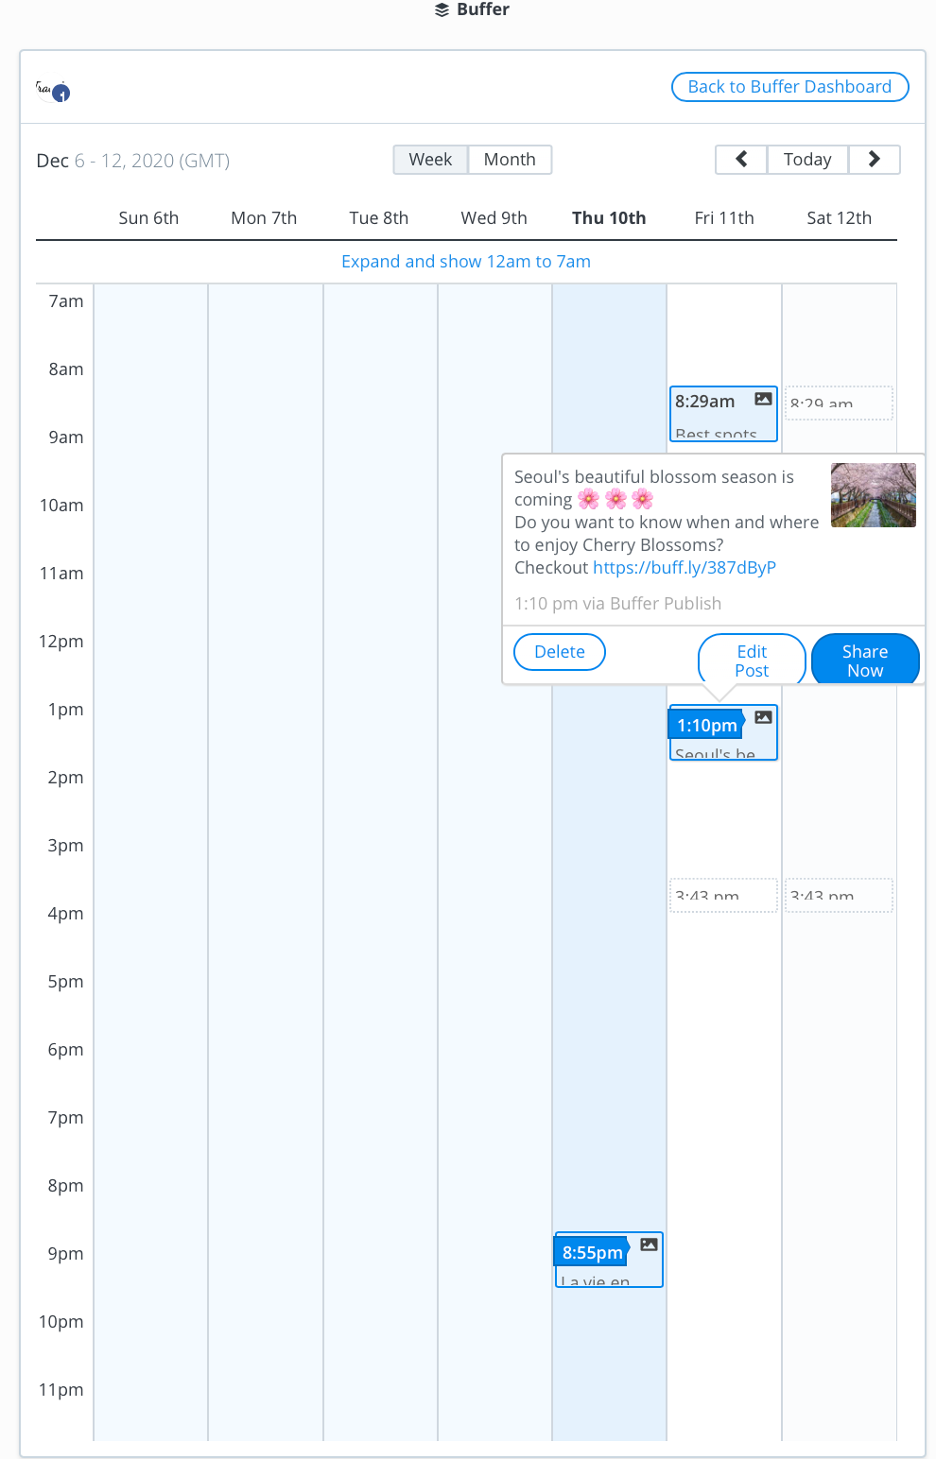 Buffer
Back to Buffer Dashboard
Dec 6 - 12, 2020 (GMT)
Week
Month
Today
Sun 6th
Mon 7th
Tue 8th
Wed 9th
Thu 10th
Fri 11th
Sat 12th
Expand and show 12am to 7am
7am
8am
8:29am
8:29 am
Best spots
9am
Seoul's beautiful blossom season is
coming 🌸 🌸 🌸
Do you want to know when and where
to enjoy Cherry Blossoms?
Checkout https://buff.ly/387dByP
1:10 pm via Buffer Publish
Delete
Edit
Post
Share
Now
10am
11am
12pm
1pm
1:10pm
Seoul's be
2pm
3pm
3:43 pm
3:43 pm
4pm
5pm
6pm
7pm
8pm
9pm
8:55pm
La vie en
10pm
11pm